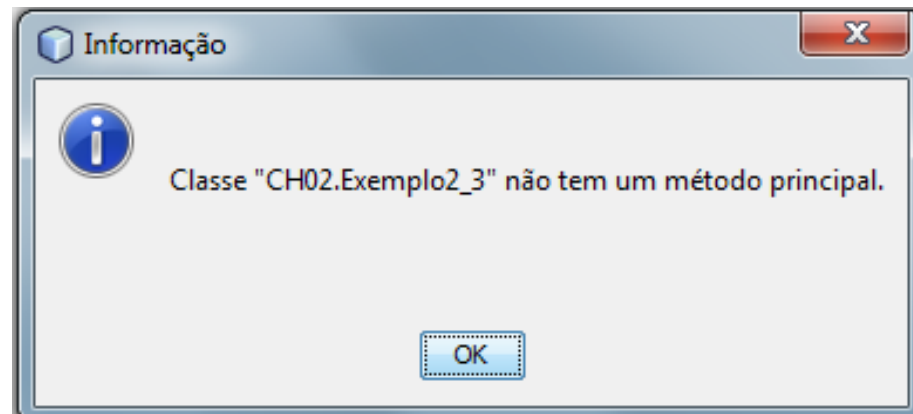 Informação
Classe "CH02.Exemplo2_3" não tem um método principal.
OK